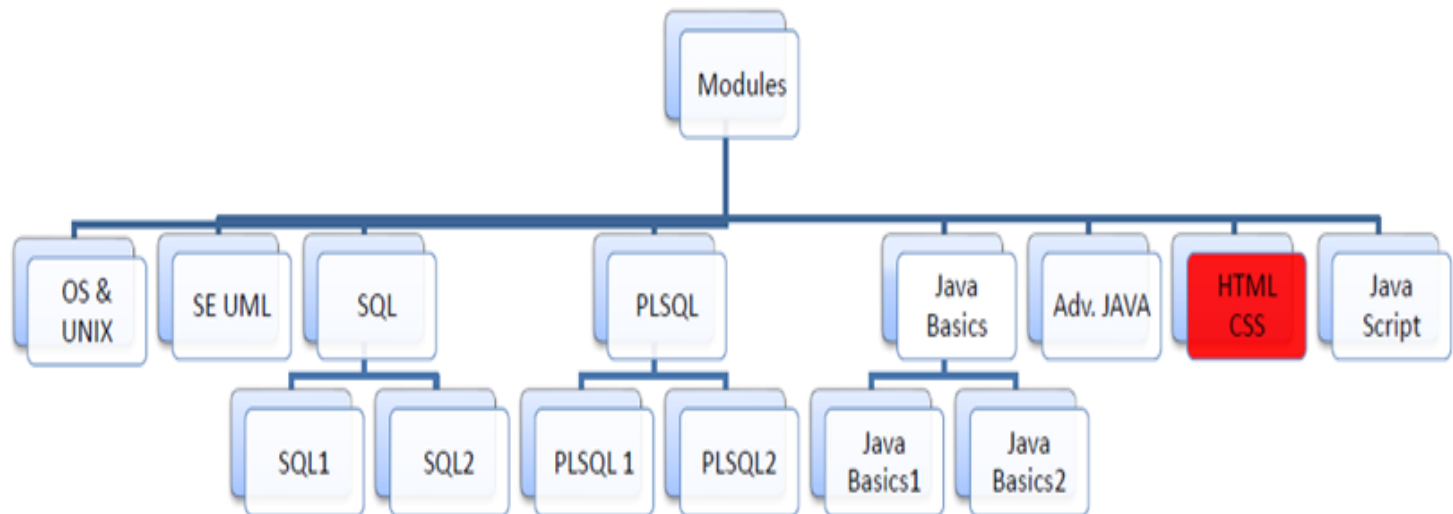 Modules
OS &
UNIX
SE UML
SQL
PLSQL
Java
Basics
Adv. JAVA
HTML
CSS
Java
Script
SQL1
SQL2
PLSQL 1
PLSQL2
Java
Basics1
Java
Basics2